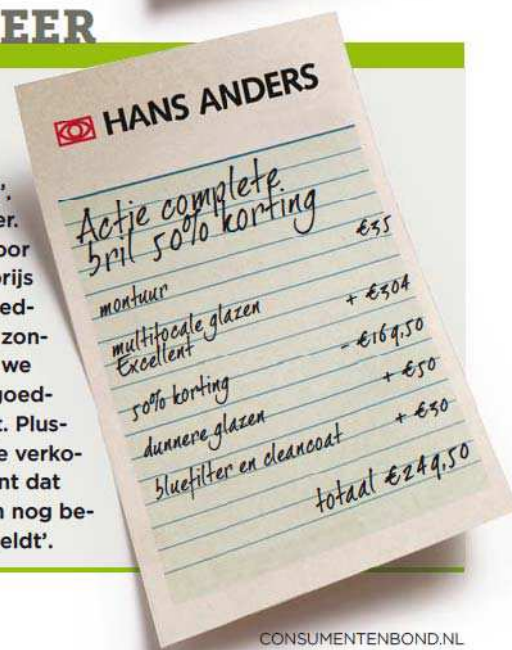 EER
HANS ANDERS
Actie complete
bril 50% korting
montuur €35
multifocale glazen
Excellent + €304
50% korting - €169,50
dunnere glazen + €50
bluefilter en cleancoat + €30
totaal €249,50
',
er.
oor
rijs
ed-
zon-
we
goed-
t. Plus-
e verko-
nt dat
n nog be-
eldt'.
CONSUMENTENBOND.NL